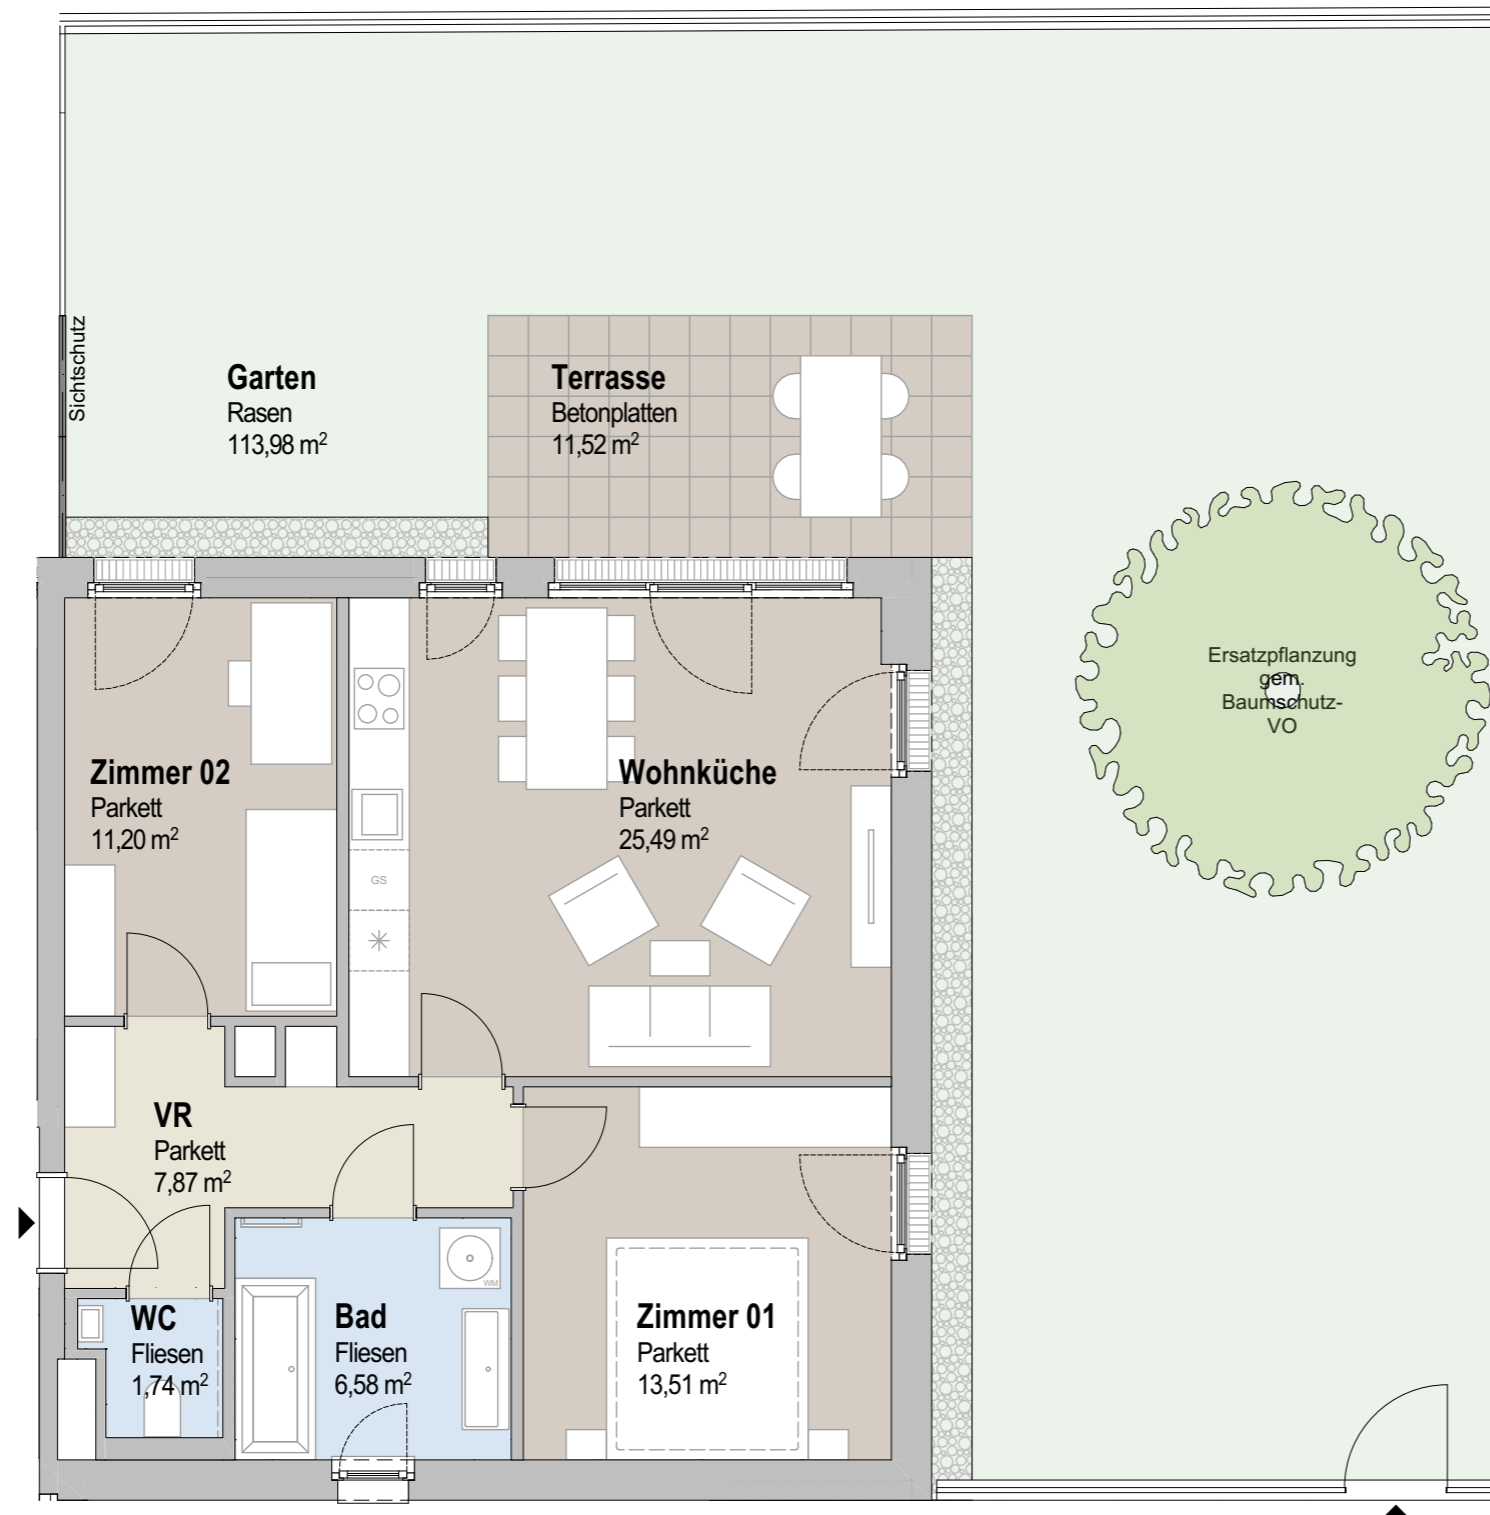 Sichtschutz
Garten
Rasen
113,98 m²
Terrasse
Betonplatten
11,52 m²
Ersatzpflanzung
gem.
Baumschutz-
VO
Zimmer 02
Parkett
11,20 m²
Wohnküche
Parkett
25,49 m²
GS
VR
Parkett
7,87 m²
WM
WC
Fliesen
1,74 m²
Bad
Fliesen
6,58 m²
Zimmer 01
Parkett
13,51 m²